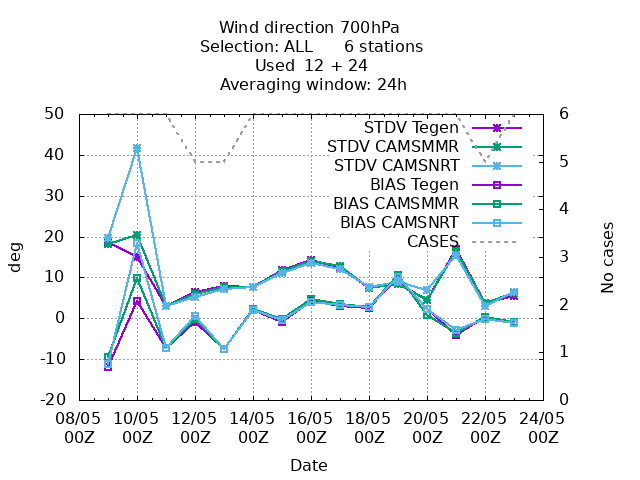 Wind direction 700hPa
Selection: ALL 6 stations
Used 12 + 24
Averaging window: 24h
50
40
30
20
10
0
-10
-20
6
5
4
3
2
1
0
STDV Tegen
STDV CAMSMMR
STDV CAMSNRT
BIAS Tegen
BIAS CAMSMMR
BIAS CAMSNRT
CASES
deg
No cases
08/05 10/05 12/05 14/05 16/05 18/05 20/05 22/05 24/05
00Z 00Z 00Z 00Z 00Z 00Z 00Z 00Z 00Z
Date